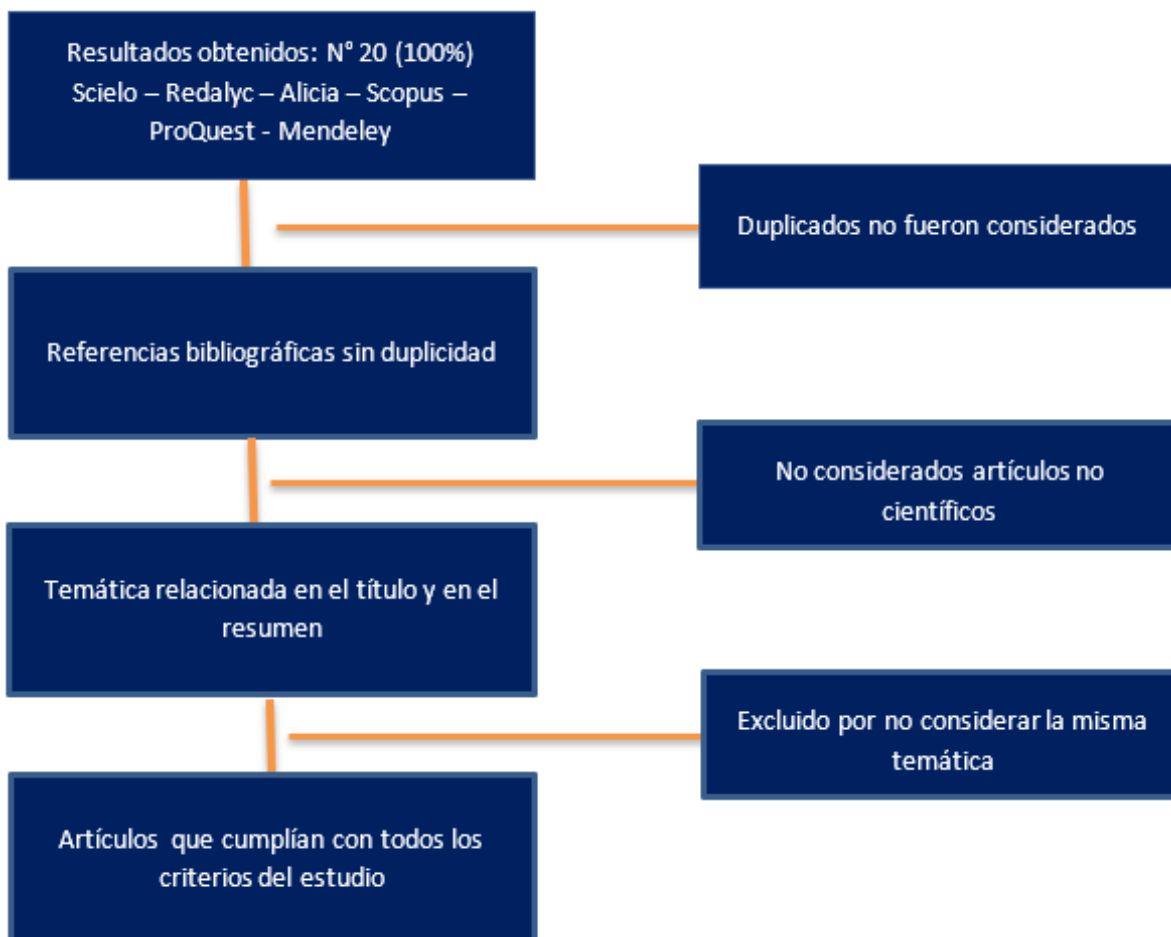 Resultados obtenidos: N° 20 (100%)
Scielo – Redalyc – Alicia – Scopus –
ProQuest - Mendeley
Duplicados no fueron considerados
Referencias bibliográficas sin duplicidad
No considerados artículos no
científicos
Temática relacionada en el título y en el
resumen
Excluido por no considerar la misma
temática
Artículos que cumplían con todos los
criterios del estudio